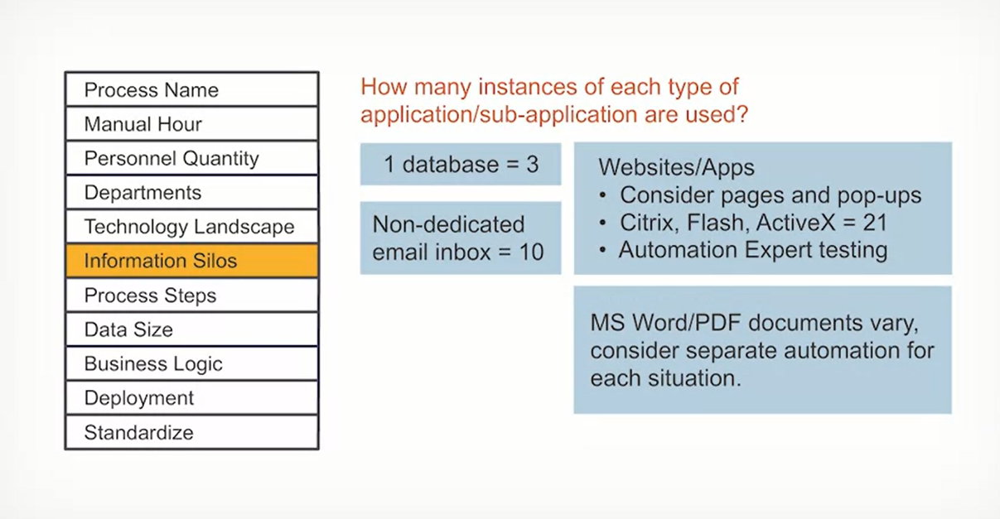 Process Name
Manual Hour
Personnel Quantity
Departments
Technology Landscape
Information Silos
Process Steps
Data Size
Business Logic
Deployment
Standardize
How many instances of each type of
application/sub-application are used?
1 database = 3
Non-dedicated
email inbox = 10
Websites/Apps
• Consider pages and pop-ups
• Citrix, Flash, ActiveX = 21
• Automation Expert testing
MS Word/PDF documents vary,
consider separate automation for
each situation.